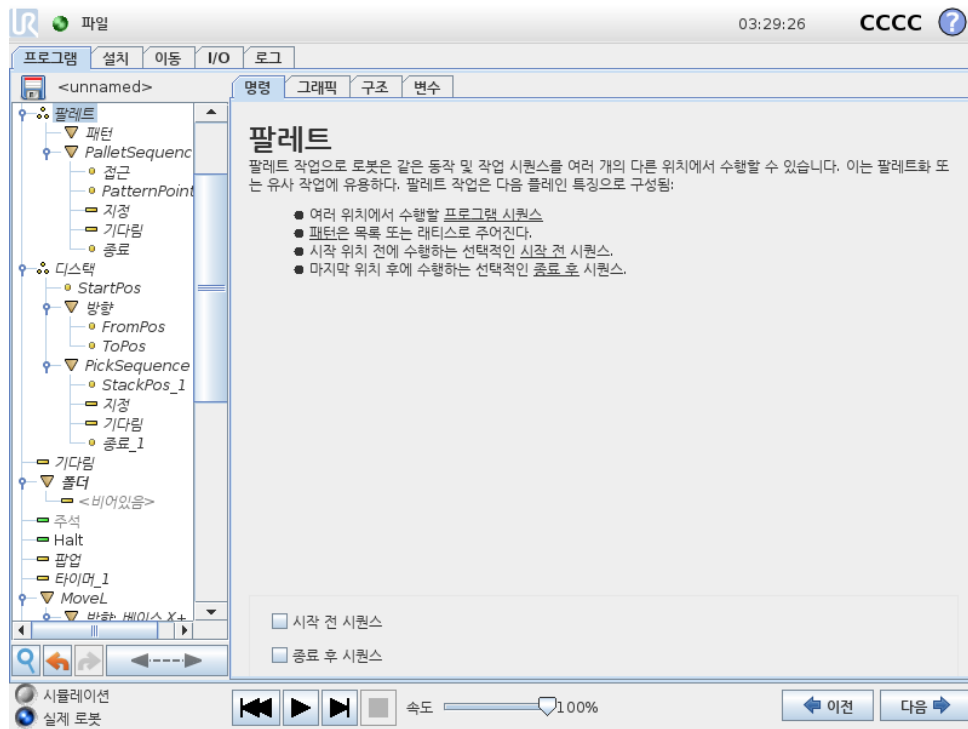 UR 파일 03:29:26 CCCC ?
프로그램 설치 이동 I/O 로그
<unnamed>
명령 그래픽 구조 변수
팔레트
패턴
PalletSequenc
접근
PatternPoint
지정
기다림
종료
디스택
StartPos
방향
FromPos
ToPos
PickSequence
StackPos_1
지정
기다림
종료_1
기다림
폴더
<비어있음>
주석
Halt
팝업
타이머_1
MoveL
방향: 베이스 X+
팔레트
팔레트 작업으로 로봇은 같은 동작 및 작업 시퀀스를 여러 개의 다른 위치에서 수행할 수 있습니다. 이는 팔레트화 또
는 유사 작업에 유용하다. 팔레트 작업은 다음 플레인 특징으로 구성됨:
● 여러 위치에서 수행할 프로그램 시퀀스
● 패턴은 목록 또는 래티스로 주어진다.
● 시작 위치 전에 수행하는 선택적인 시작 전 시퀀스.
● 마지막 위치 후에 수행하는 선택적인 종료 후 시퀀스.
시작 전 시퀀스
종료 후 시퀀스
시뮬레이션
실제 로봇
속도 100%
이전 다음